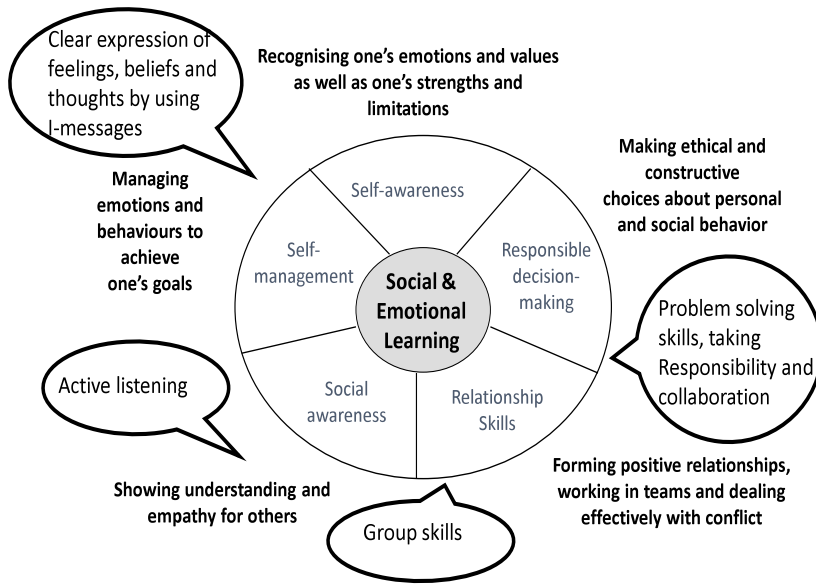 Clear expression of
feelings, beliefs and
thoughts by using
I-messages
Recognising one's emotions and values
as well as one's strengths and
limitations
Making ethical and
constructive
choices about personal
and social behavior
Managing
emotions and
behaviours to
achieve
one's goals
Self-awareness
Self-
management
Responsible
decision-
making
Social &
Emotional
Learning
Problem solving
skills, taking
Responsibility and
collaboration
Active listening
Social
awareness
Relationship
Skills
Showing understanding and
empathy for others
Forming positive relationships,
working in teams and dealing
effectively with conflict
Group skills